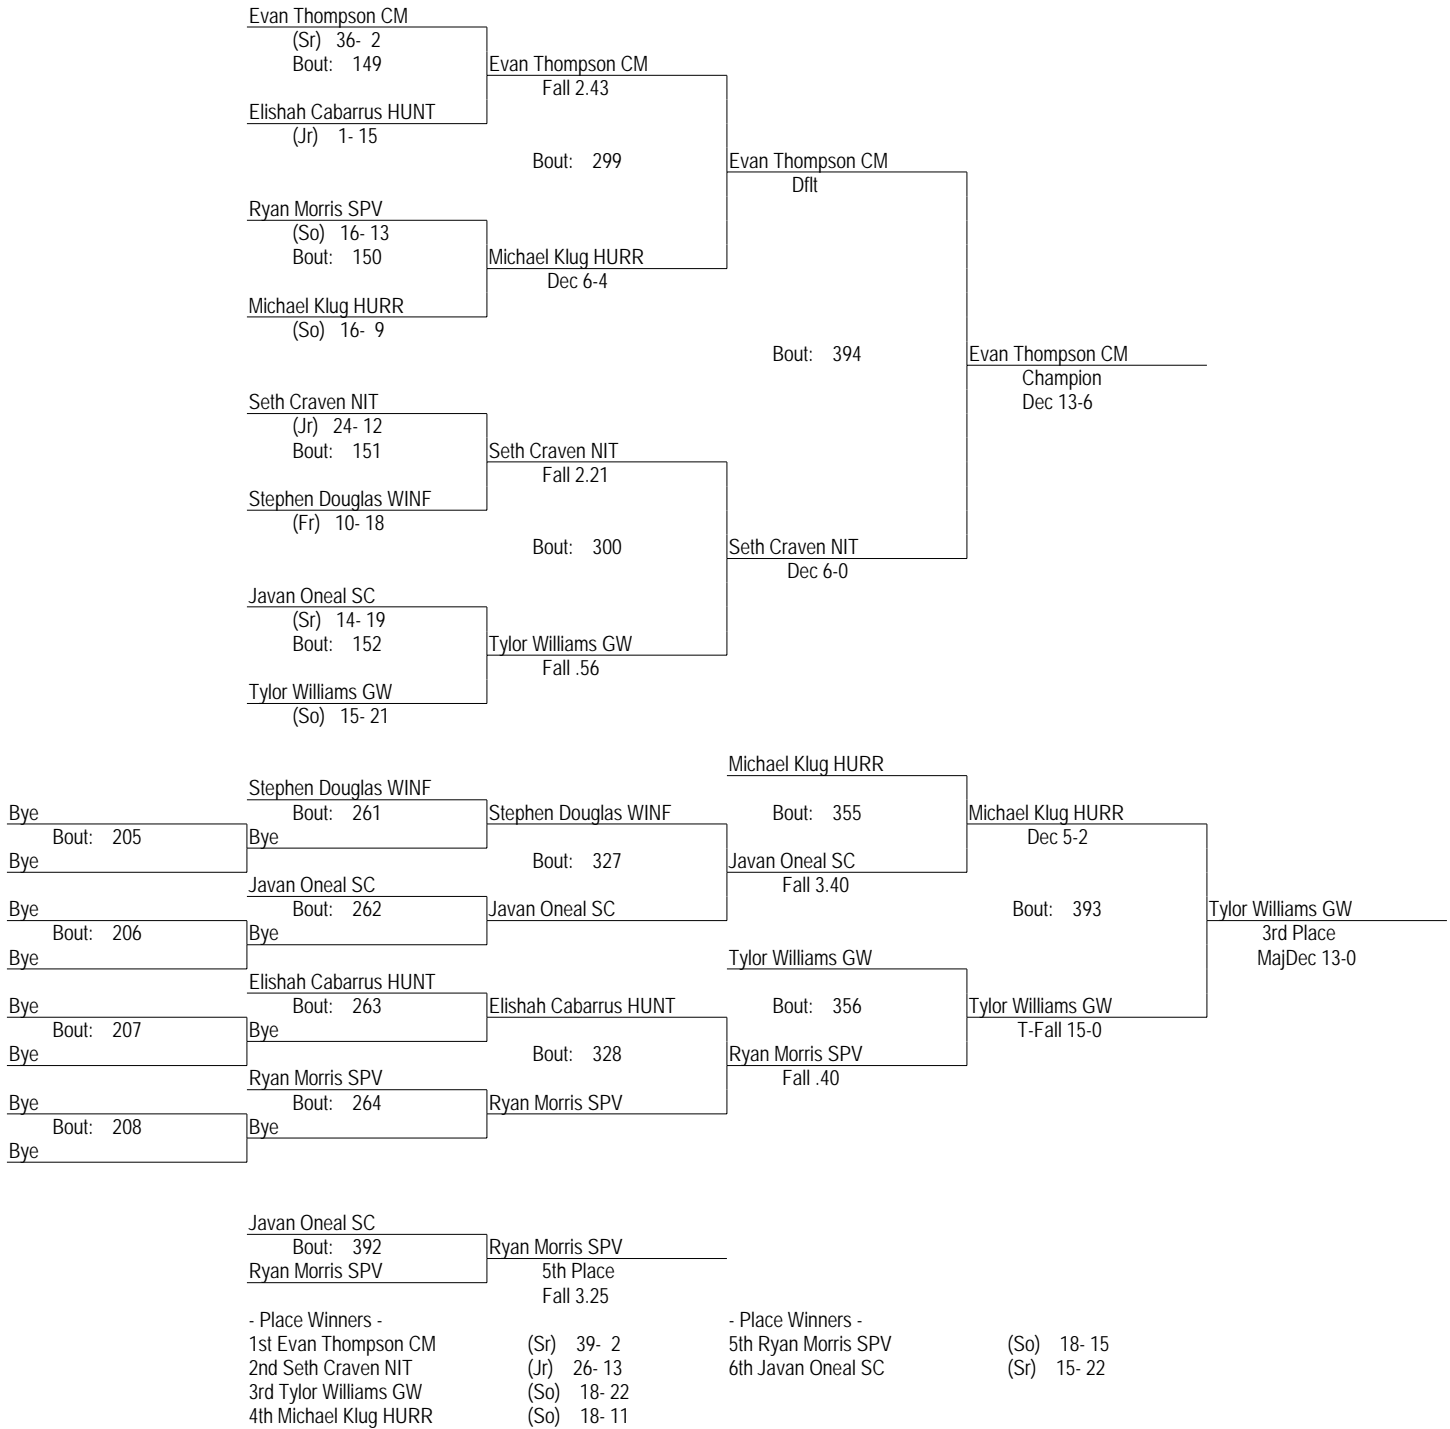 Evan Thompson CM
(Sr) 36- 2
Bout: 149
Evan Thompson CM
Fall 2.43
Elishah Cabarrus HUNT
(Jr) 1- 15
Bout: 299
Evan Thompson CM
Dflt
Ryan Morris SPV
(So) 16- 13
Bout: 150
Michael Klug HURR
Dec 6-4
Michael Klug HURR
(So) 16- 9
Bout: 394
Evan Thompson CM
Champion
Dec 13-6
Seth Craven NIT
(Jr) 24- 12
Bout: 151
Seth Craven NIT
Fall 2.21
Stephen Douglas WINF
(Fr) 10- 18
Bout: 300
Seth Craven NIT
Dec 6-0
Javan Oneal SC
(Sr) 14- 19
Bout: 152
Tylor Williams GW
Fall .56
Tylor Williams GW
(So) 15- 21
Michael Klug HURR
Stephen Douglas WINF
Bye
Bout: 261
Stephen Douglas WINF
Bout: 355
Michael Klug HURR
Bout: 205
Bye
Dec 5-2
Bye
Bout: 327
Javan Oneal SC
Javan Oneal SC
Fall 3.40
Bye
Bout: 262
Javan Oneal SC
Bout: 393
Tylor Williams GW
Bout: 206
Bye
3rd Place
Bye
Tylor Williams GW
MajDec 13-0
Elishah Cabarrus HUNT
Bye
Bout: 263
Elishah Cabarrus HUNT
Bout: 356
Tylor Williams GW
Bout: 207
Bye
T-Fall 15-0
Bye
Bout: 328
Ryan Morris SPV
Ryan Morris SPV
Fall .40
Bye
Bout: 264
Ryan Morris SPV
Bout: 208
Bye
Bye
Javan Oneal SC
Bout: 392
Ryan Morris SPV
Ryan Morris SPV
5th Place
Fall 3.25
- Place Winners -
1st Evan Thompson CM (Sr) 39- 2
2nd Seth Craven NIT (Jr) 26- 13
3rd Tylor Williams GW (So) 18- 22
4th Michael Klug HURR (So) 18- 11
- Place Winners -
5th Ryan Morris SPV (So) 18- 15
6th Javan Oneal SC (Sr) 15- 22